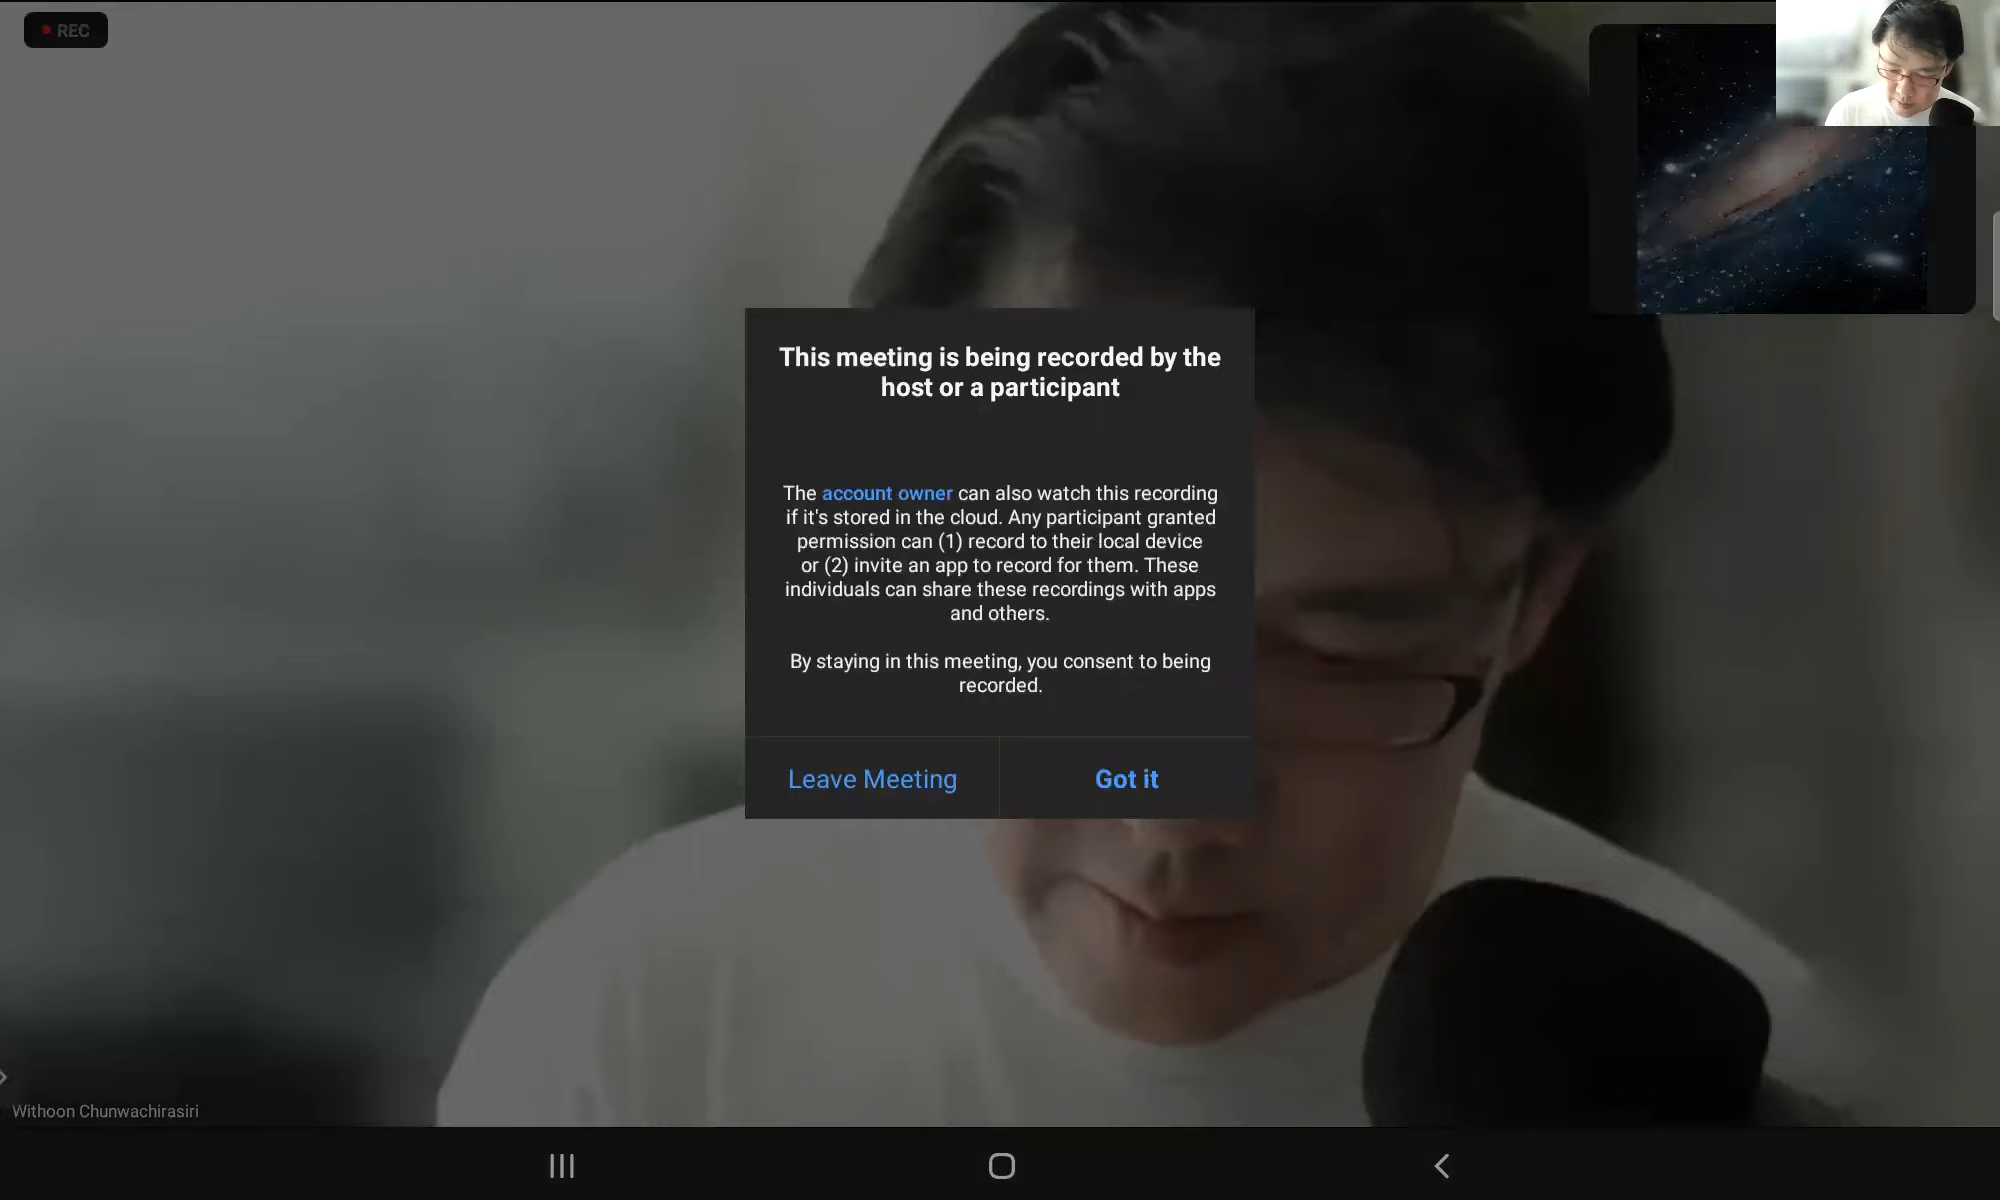 REC
This meeting is being recorded by the
host or a participant
The account owner can also watch this recording
if it's stored in the cloud. Any participant granted
permission can (1) record to their local device
or (2) invite an app to record for them. These
individuals can share these recordings with apps
and others.
By staying in this meeting, you consent to being
recorded.
Leave Meeting
Got it
Withoon Chunwachirasiri